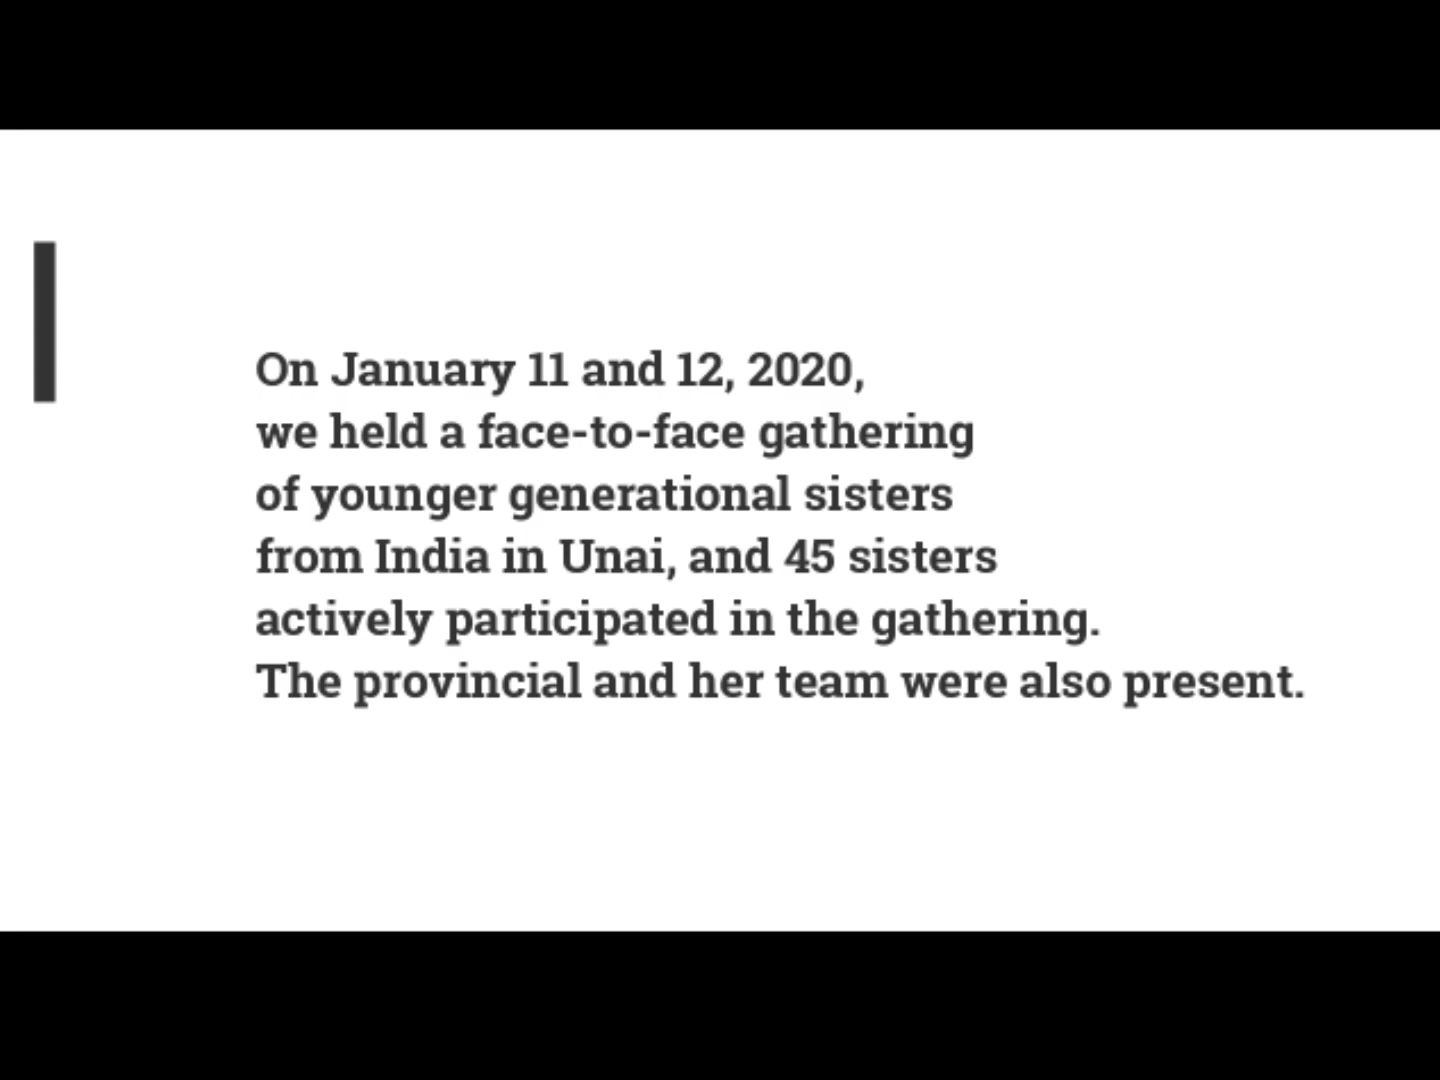 On January 11 and 12, 2020,
we held a face-to-face gathering
of younger generational sisters
from India in Unai, and 45 sisters
actively participated in the gathering.
The provincial and her team were also present.